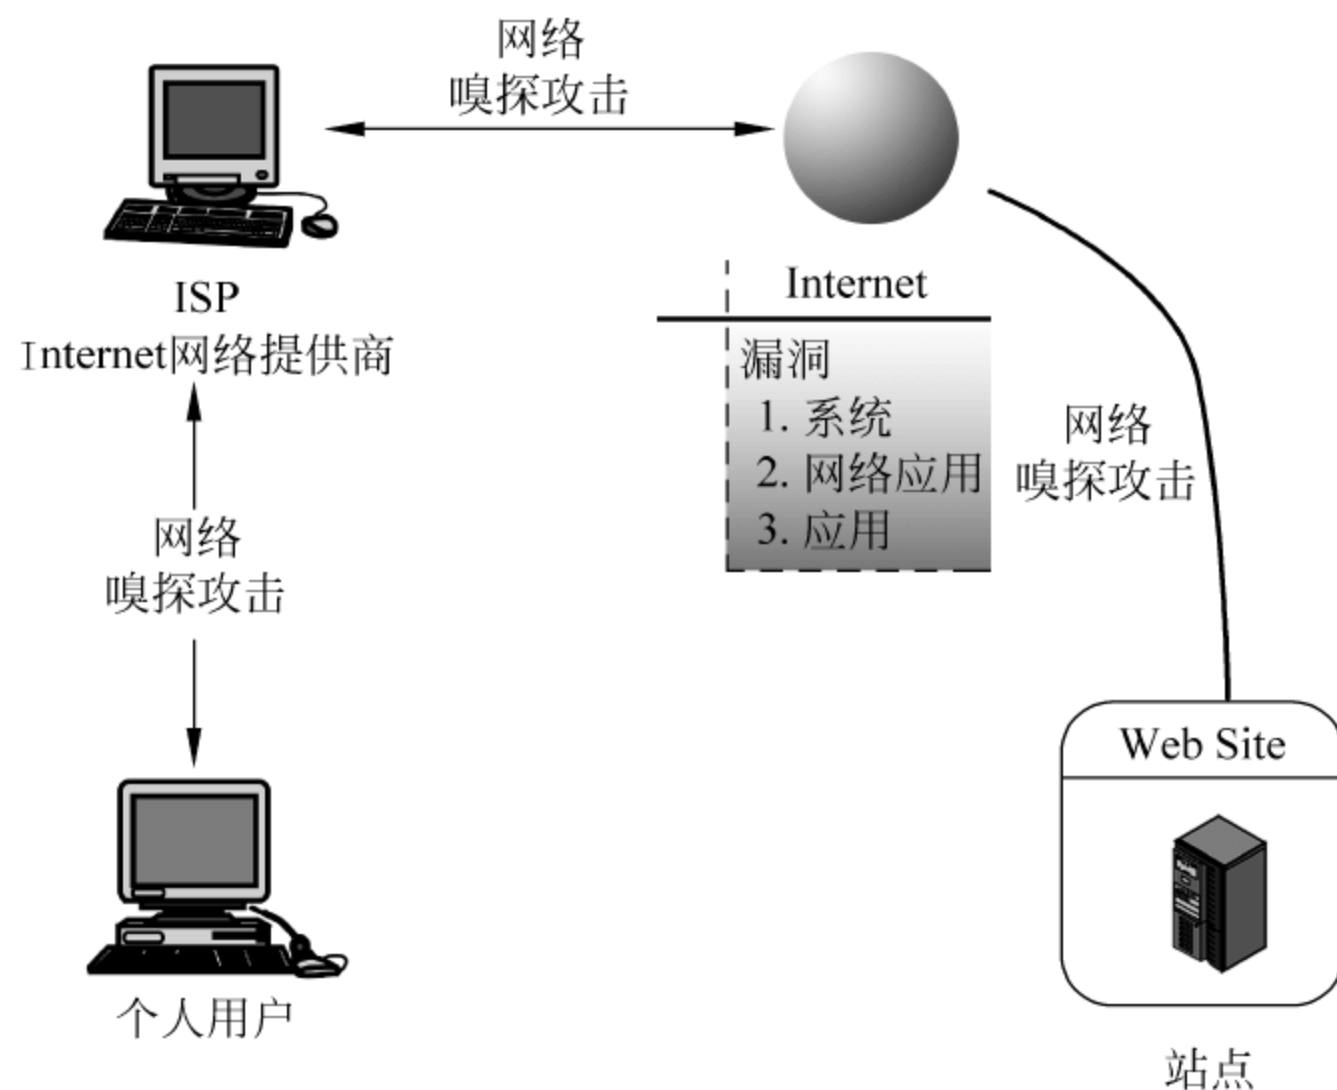 网络
嗅探攻击
ISP
Internet网络提供商
Internet
漏洞
1. 系统
2. 网络应用
3. 应用
网络
嗅探攻击
网络
嗅探攻击
Web Site
个人用户
站点